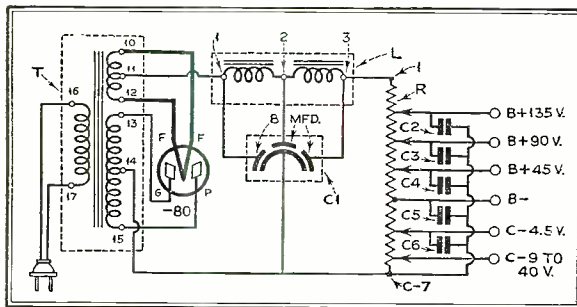 T
16
17
10
11
12
13
14
15
F
F
G
P
-80
1
2
3
L
8
MFD.
C1
1
R
C2
C3
C4
C5
C6
C-7
B+135 V.
B+90 V.
B+45 V.
B-
C-4.5 V.
C-9 TO
40 V.